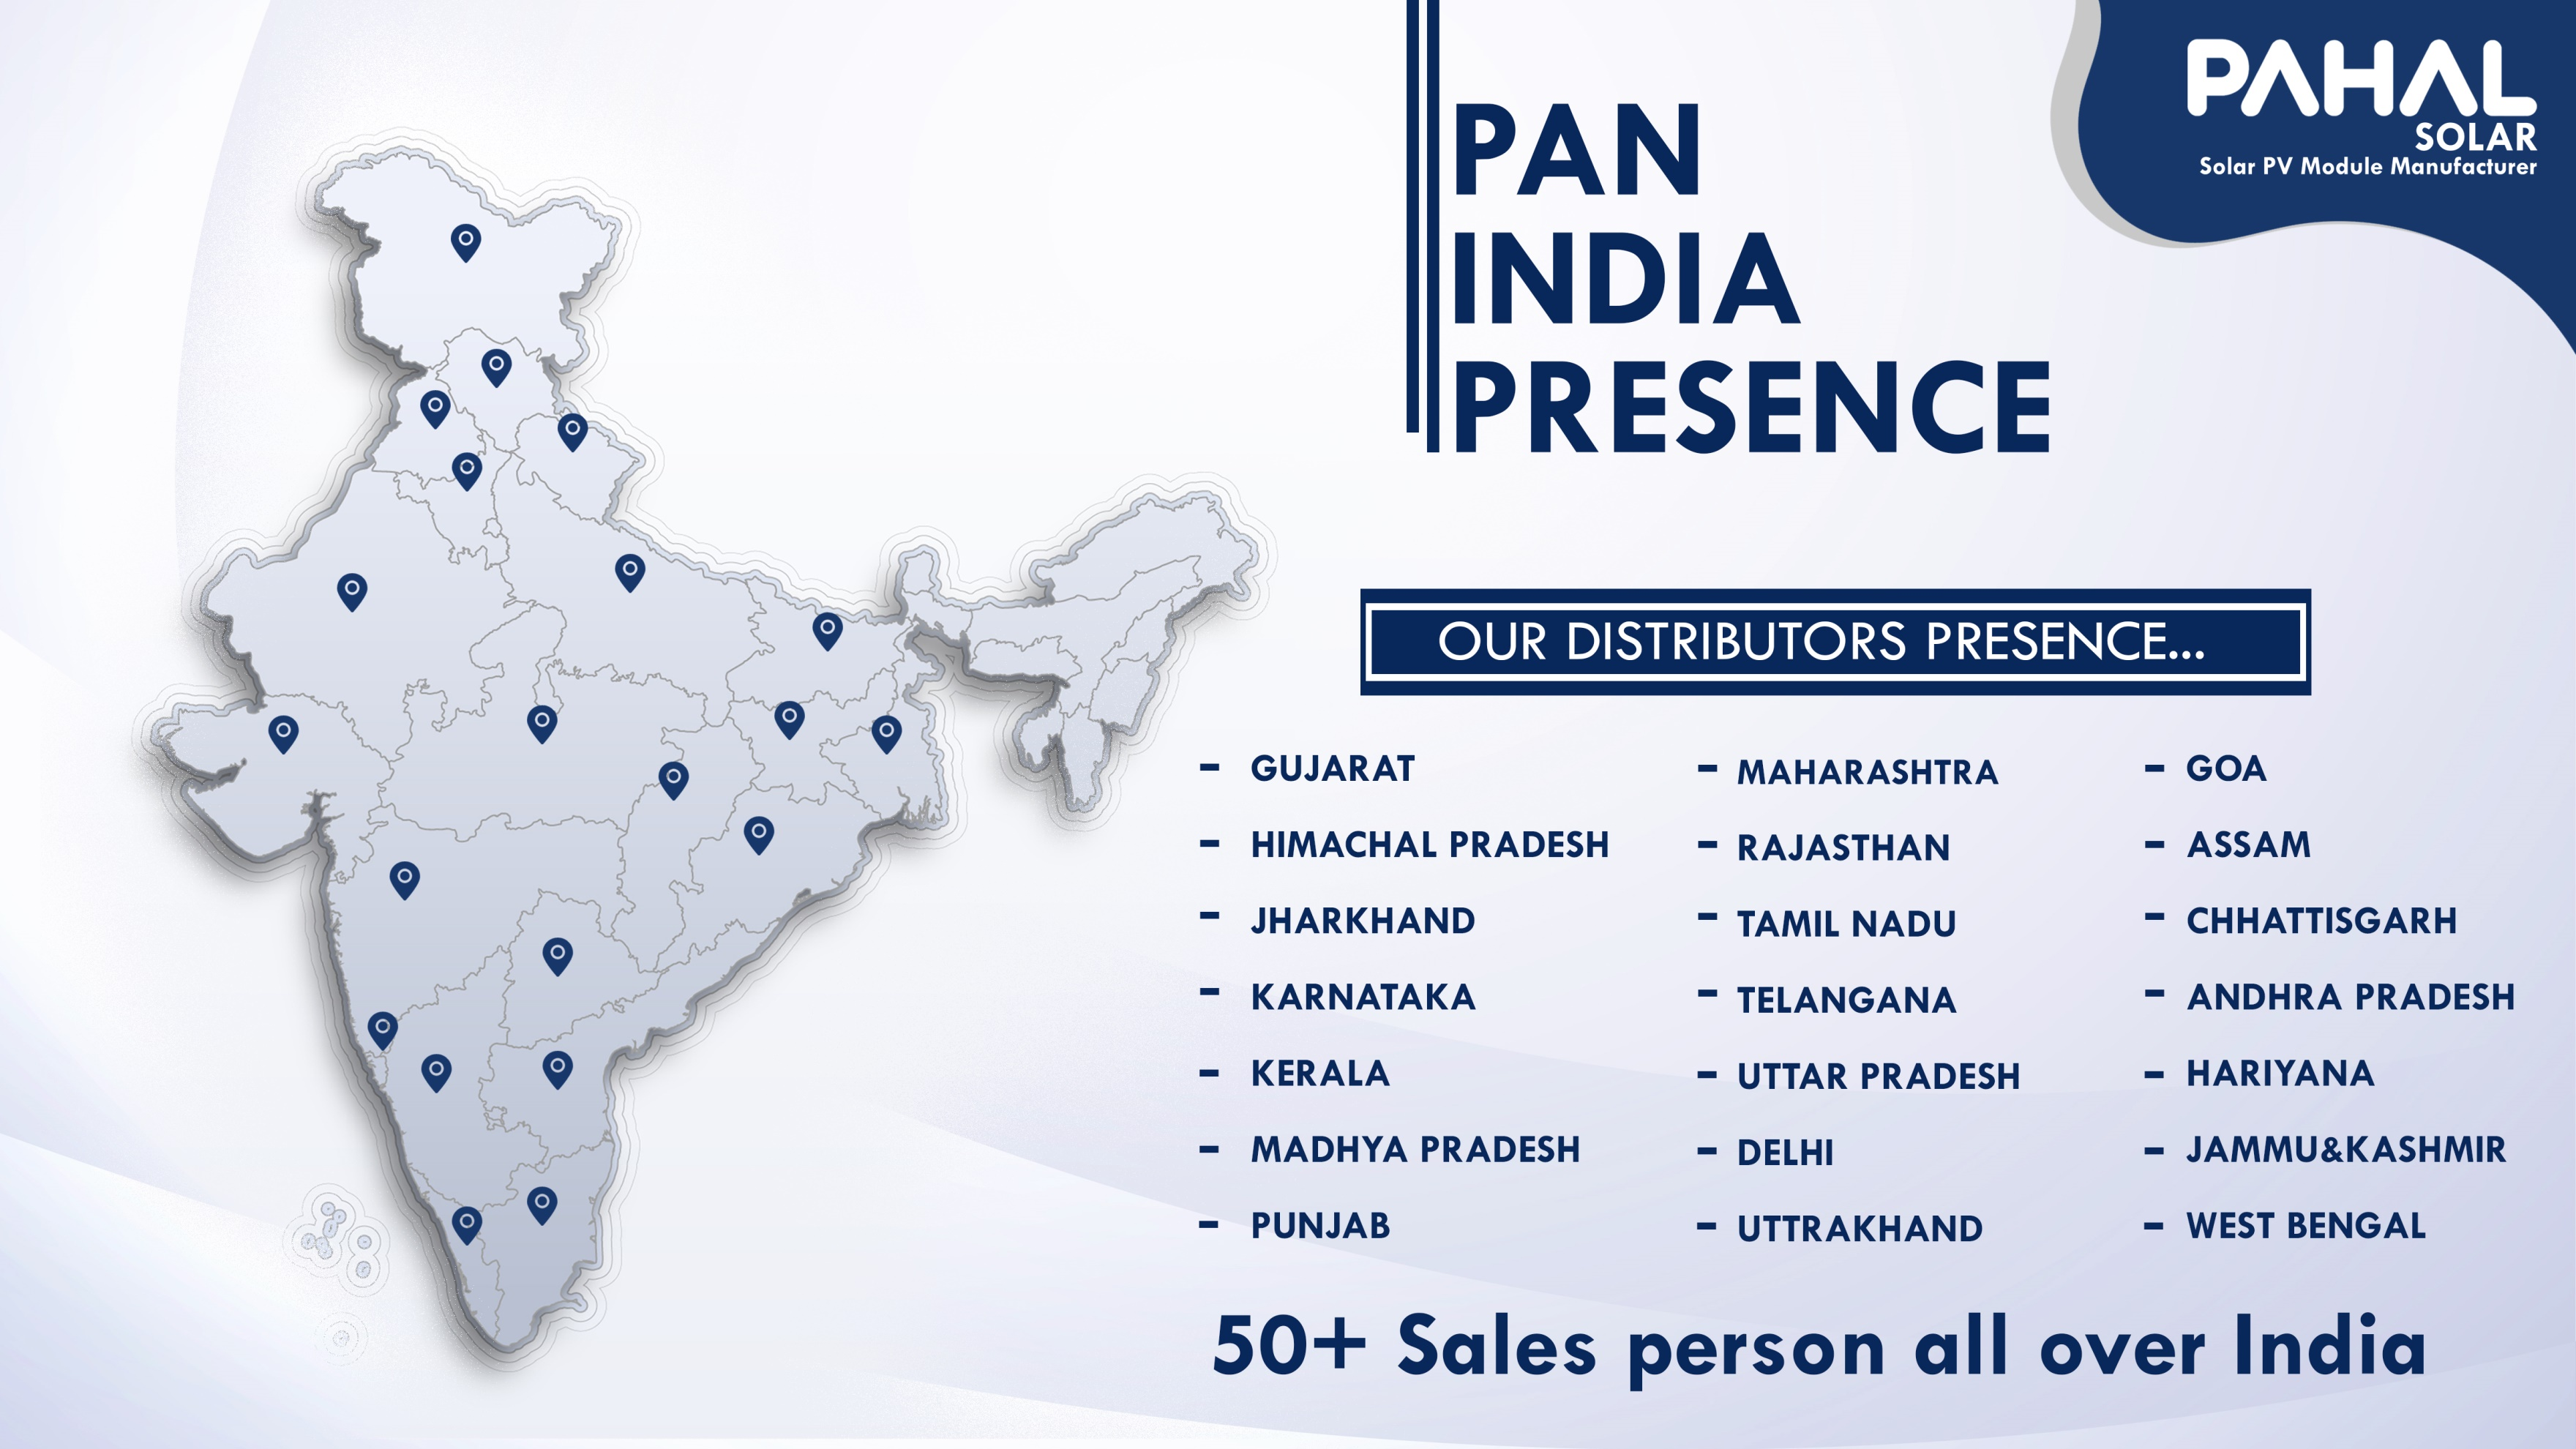 PAHAL
SOLAR
Solar PV Module Manufacturer
PAN
INDIA
PRESENCE
OUR DISTRIBUTORS PRESENCE...
- GUJARAT
- HIMACHAL PRADESH
- JHARKHAND
- KARNATAKA
- KERALA
- MADHYA PRADESH
- PUNJAB
- MAHARASHTRA
- RAJASTHAN
- TAMIL NADU
- TELANGANA
- UTTAR PRADESH
- DELHI
- UTTRAKHAND
- GOA
- ASSAM
- CHHATTISGARH
- ANDHRA PRADESH
- HARIYANA
- JAMMU&KASHMIR
- WEST BENGAL
50+ Sales person all over India